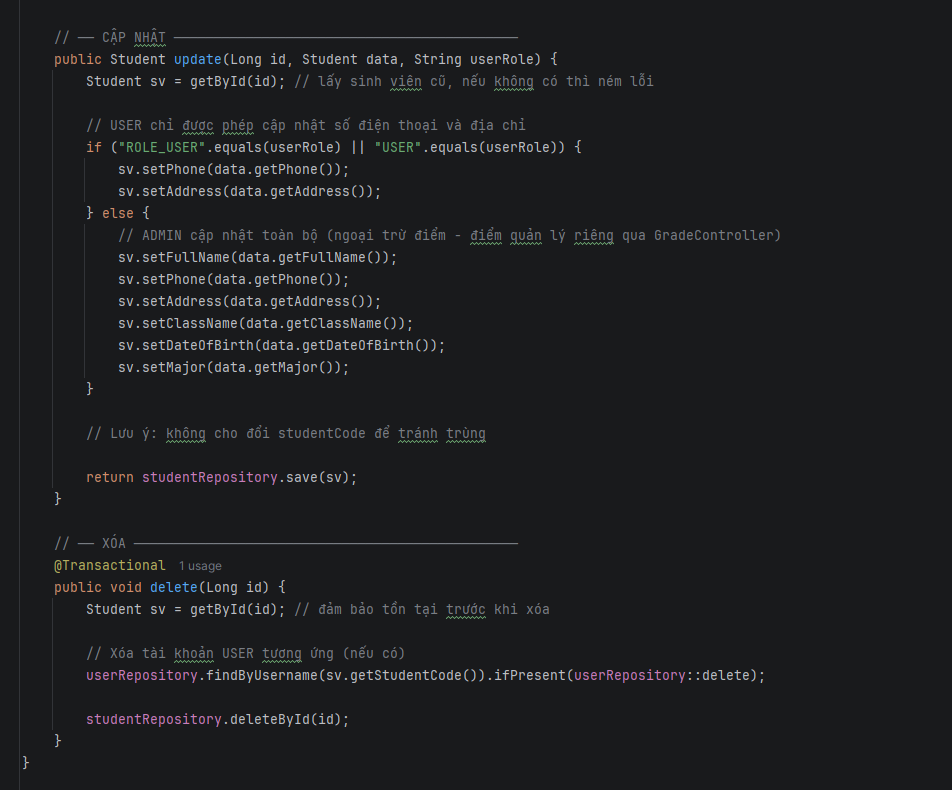 // ── CẬP NHẬT ───────────────────────────────────────────
public Student update(Long id, Student data, String userRole) {
Student sv = getById(id); // lấy sinh viên cũ, nếu không có thì ném lỗi
// USER chỉ được phép cập nhật số điện thoại và địa chỉ
if ("ROLE_USER".equals(userRole) || "USER".equals(userRole)) {
sv.setPhone(data.getPhone());
sv.setAddress(data.getAddress());
} else {
// ADMIN cập nhật toàn bộ (ngoại trừ điểm - điểm quản lý riêng qua GradeController)
sv.setFullName(data.getFullName());
sv.setPhone(data.getPhone());
sv.setAddress(data.getAddress());
sv.setClassName(data.getClassName());
sv.setDateOfBirth(data.getDateOfBirth());
sv.setMajor(data.getMajor());
}
// Lưu ý: không cho đổi studentCode để tránh trùng
return studentRepository.save(sv);
}
// ── XÓA ────────────────────────────────────────────────
@Transactional 1 usage
public void delete(Long id) {
Student sv = getById(id); // đảm bảo tồn tại trước khi xóa
// Xóa tài khoản USER tương ứng (nếu có)
userRepository.findByUsername(sv.getStudentCode()).ifPresent(userRepository::delete);
studentRepository.deleteById(id);
}
}